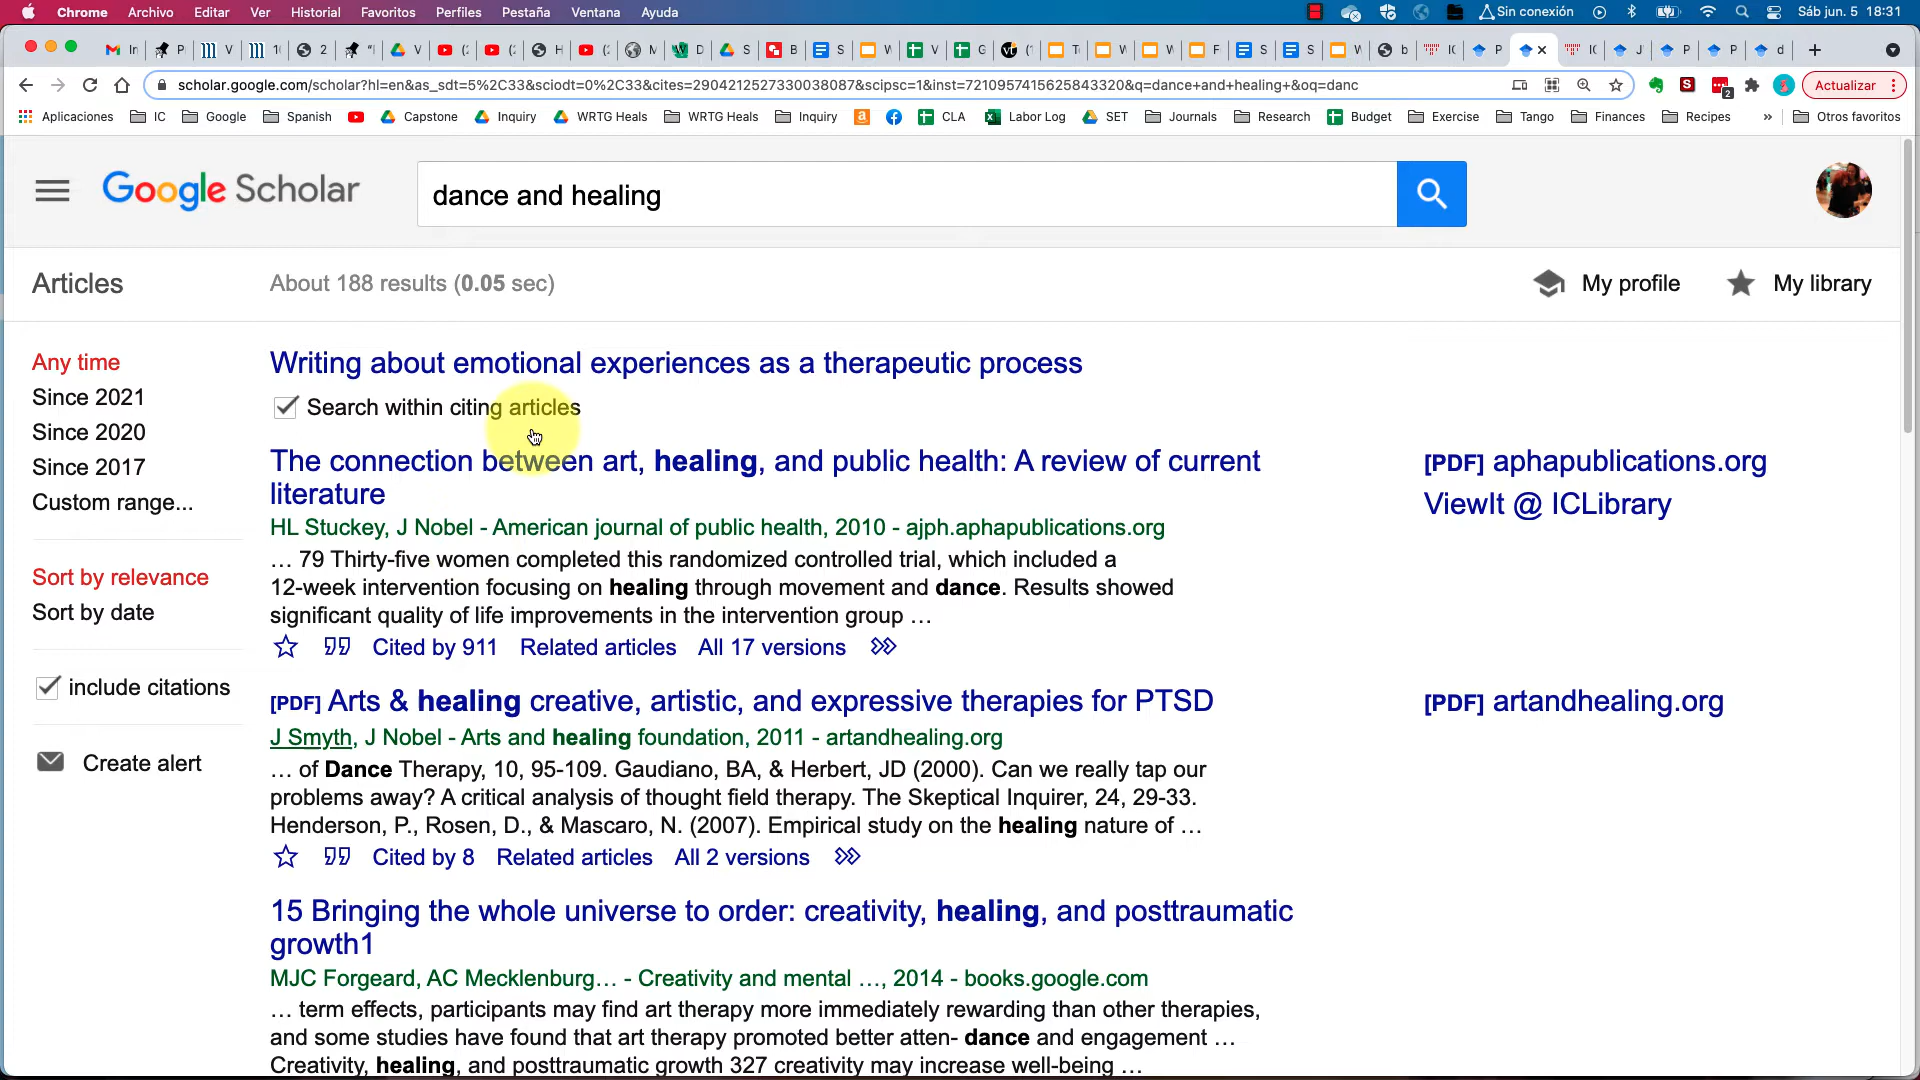 Chrome Archivo Editar Ver Historial Favoritos Perfiles Pestaña Ventana Ayuda Sin conexión Sáb jun. 5 18:31
scholar.google.com/scholar?hl=en&as_sdt=5%2C33&sciodt=0%2C33&cites=2904212527330038087&scipsc=1&inst=7210957415625843320&q=dance+and+healing+&oq=danc Actualizar
Aplicaciones IC Google Spanish Capstone Inquiry WRTG Heals WRTG Heals Inquiry CLA Labor Log SET Journals Research Budget Exercise Tango Finances Recipes » Otros favoritos
Google Scholar dance and healing
Articles About 188 results (0.05 sec) My profile My library
Any time
Since 2021
Since 2020
Since 2017
Custom range...
Sort by relevance
Sort by date
include citations
Create alert
Writing about emotional experiences as a therapeutic process
Search within citing articles
The connection between art, healing, and public health: A review of current
literature
HL Stuckey, J Nobel - American journal of public health, 2010 - ajph.aphapublications.org
… 79 Thirty-five women completed this randomized controlled trial, which included a
12-week intervention focusing on healing through movement and dance. Results showed
significant quality of life improvements in the intervention group …
Cited by 911 Related articles All 17 versions
[PDF] aphapublications.org
ViewIt @ ICLibrary
[PDF] Arts & healing creative, artistic, and expressive therapies for PTSD
J Smyth, J Nobel - Arts and healing foundation, 2011 - artandhealing.org
… of Dance Therapy, 10, 95-109. Gaudiano, BA, & Herbert, JD (2000). Can we really tap our
problems away? A critical analysis of thought field therapy. The Skeptical Inquirer, 24, 29-33.
Henderson, P., Rosen, D., & Mascaro, N. (2007). Empirical study on the healing nature of …
Cited by 8 Related articles All 2 versions
[PDF] artandhealing.org
15 Bringing the whole universe to order: creativity, healing, and posttraumatic
growth1
MJC Forgeard, AC Mecklenburg… - Creativity and mental …, 2014 - books.google.com
… term effects, participants may find art therapy more immediately rewarding than other therapies,
and some studies have found that art therapy promoted better atten- dance and engagement …
Creativity, healing, and posttraumatic growth 327 creativity may increase well-being …